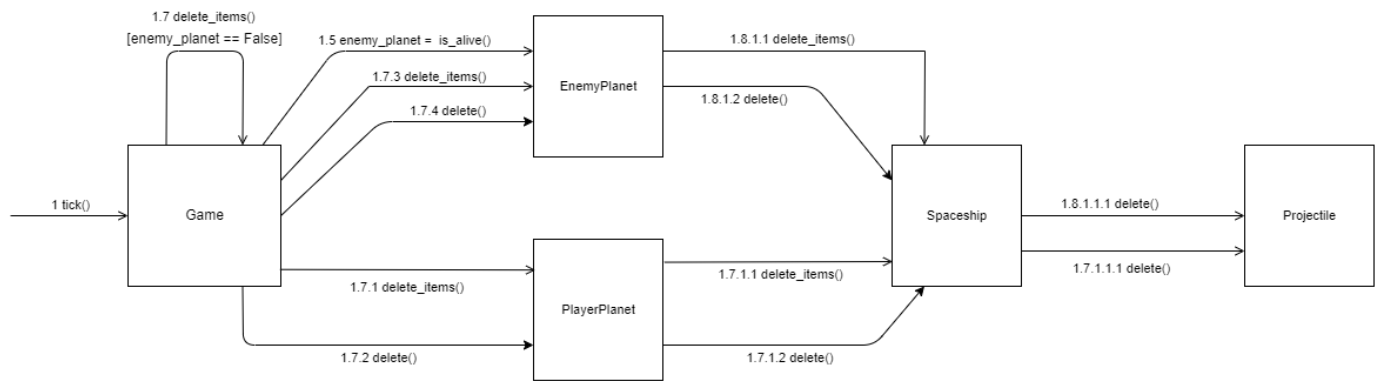 1.7 delete_items()
[enemy_planet == False]
1.5 enemy_planet = is_alive()
1.7.3 delete_items()
1.7.4 delete()
EnemyPlanet
1.8.1.1 delete_items()
1.8.1.2 delete()
1 tick()
Game
Spaceship
1.8.1.1.1 delete()
1.7.1.1.1 delete()
Projectile
1.7.1 delete_items()
1.7.2 delete()
PlayerPlanet
1.7.1.1 delete_items()
1.7.1.2 delete()